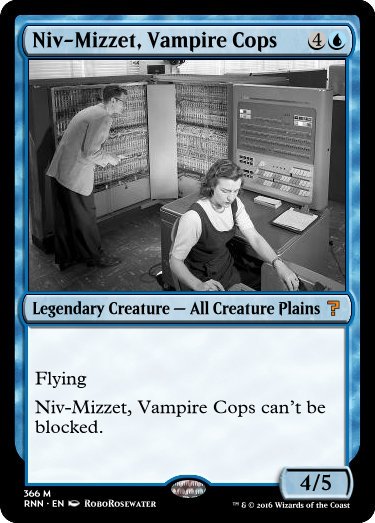 Niv-Mizzet, Vampire Cops 4
Legendary Creature — All Creature Plains
Flying
Niv-Mizzet, Vampire Cops can't be
blocked.
4/5
366 M
RNN • EN RoboRosewater
™ & © 2016 Wizards of the Coast